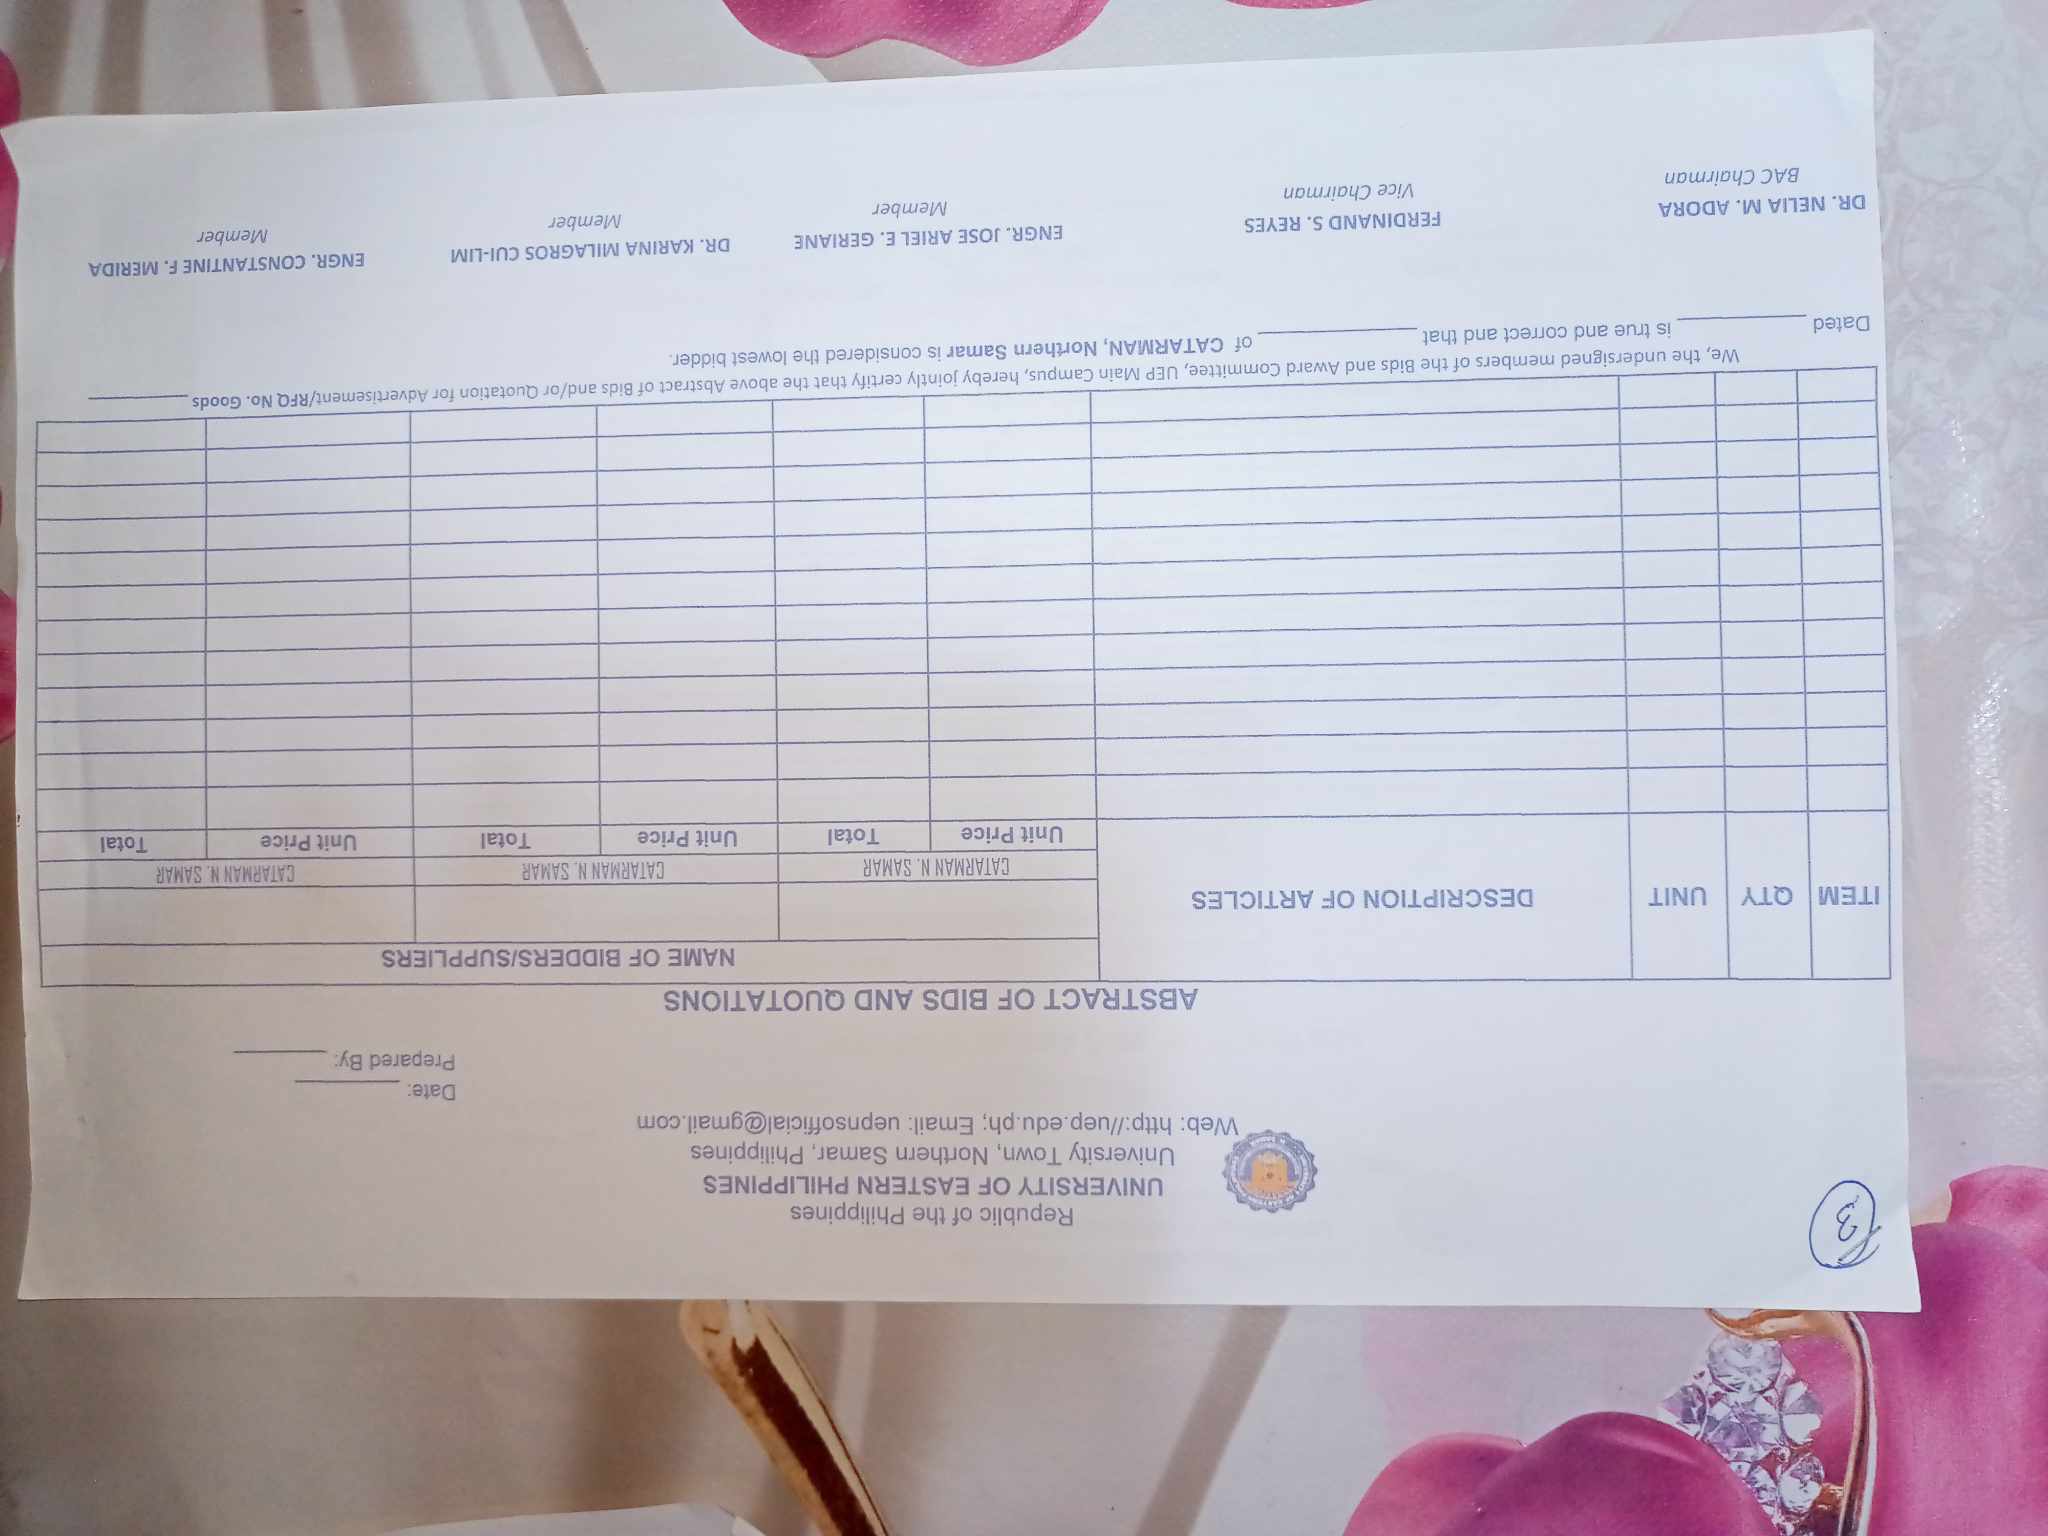 3
Republic of the Philippines
UNIVERSITY OF EASTERN PHILIPPINES
University Town, Northern Samar, Philippines
Web: http://uep.edu.ph; Email: uepnsofficial@gmail.com
Date: _________
Prepared By: ________
ABSTRACT OF BIDS AND QUOTATIONS
ITEM QTY UNIT DESCRIPTION OF ARTICLES NAME OF BIDDERS/SUPPLIERS
CATARMAN N. SAMAR CATARMAN N. SAMAR CATARMAN N. SAMAR
Unit Price Total Unit Price Total Unit Price Total
We, the undersigned members of the Bids and Award Committee, UEP Main Campus, hereby jointly certify that the above Abstract of Bids and/or Quotation for Advertisement/RFQ No. Goods _________
Dated ___________ is true and correct and that ______________ of CATARMAN, Northern Samar is considered the lowest bidder.
DR. NELIA M. ADORA FERDINAND S. REYES ENGR. JOSE ARIEL E. GERIANE DR. KARINA MILAGROS CUI-LIM ENGR. CONSTANTINE F. MERIDA
BAC Chairman Vice Chairman Member Member Member